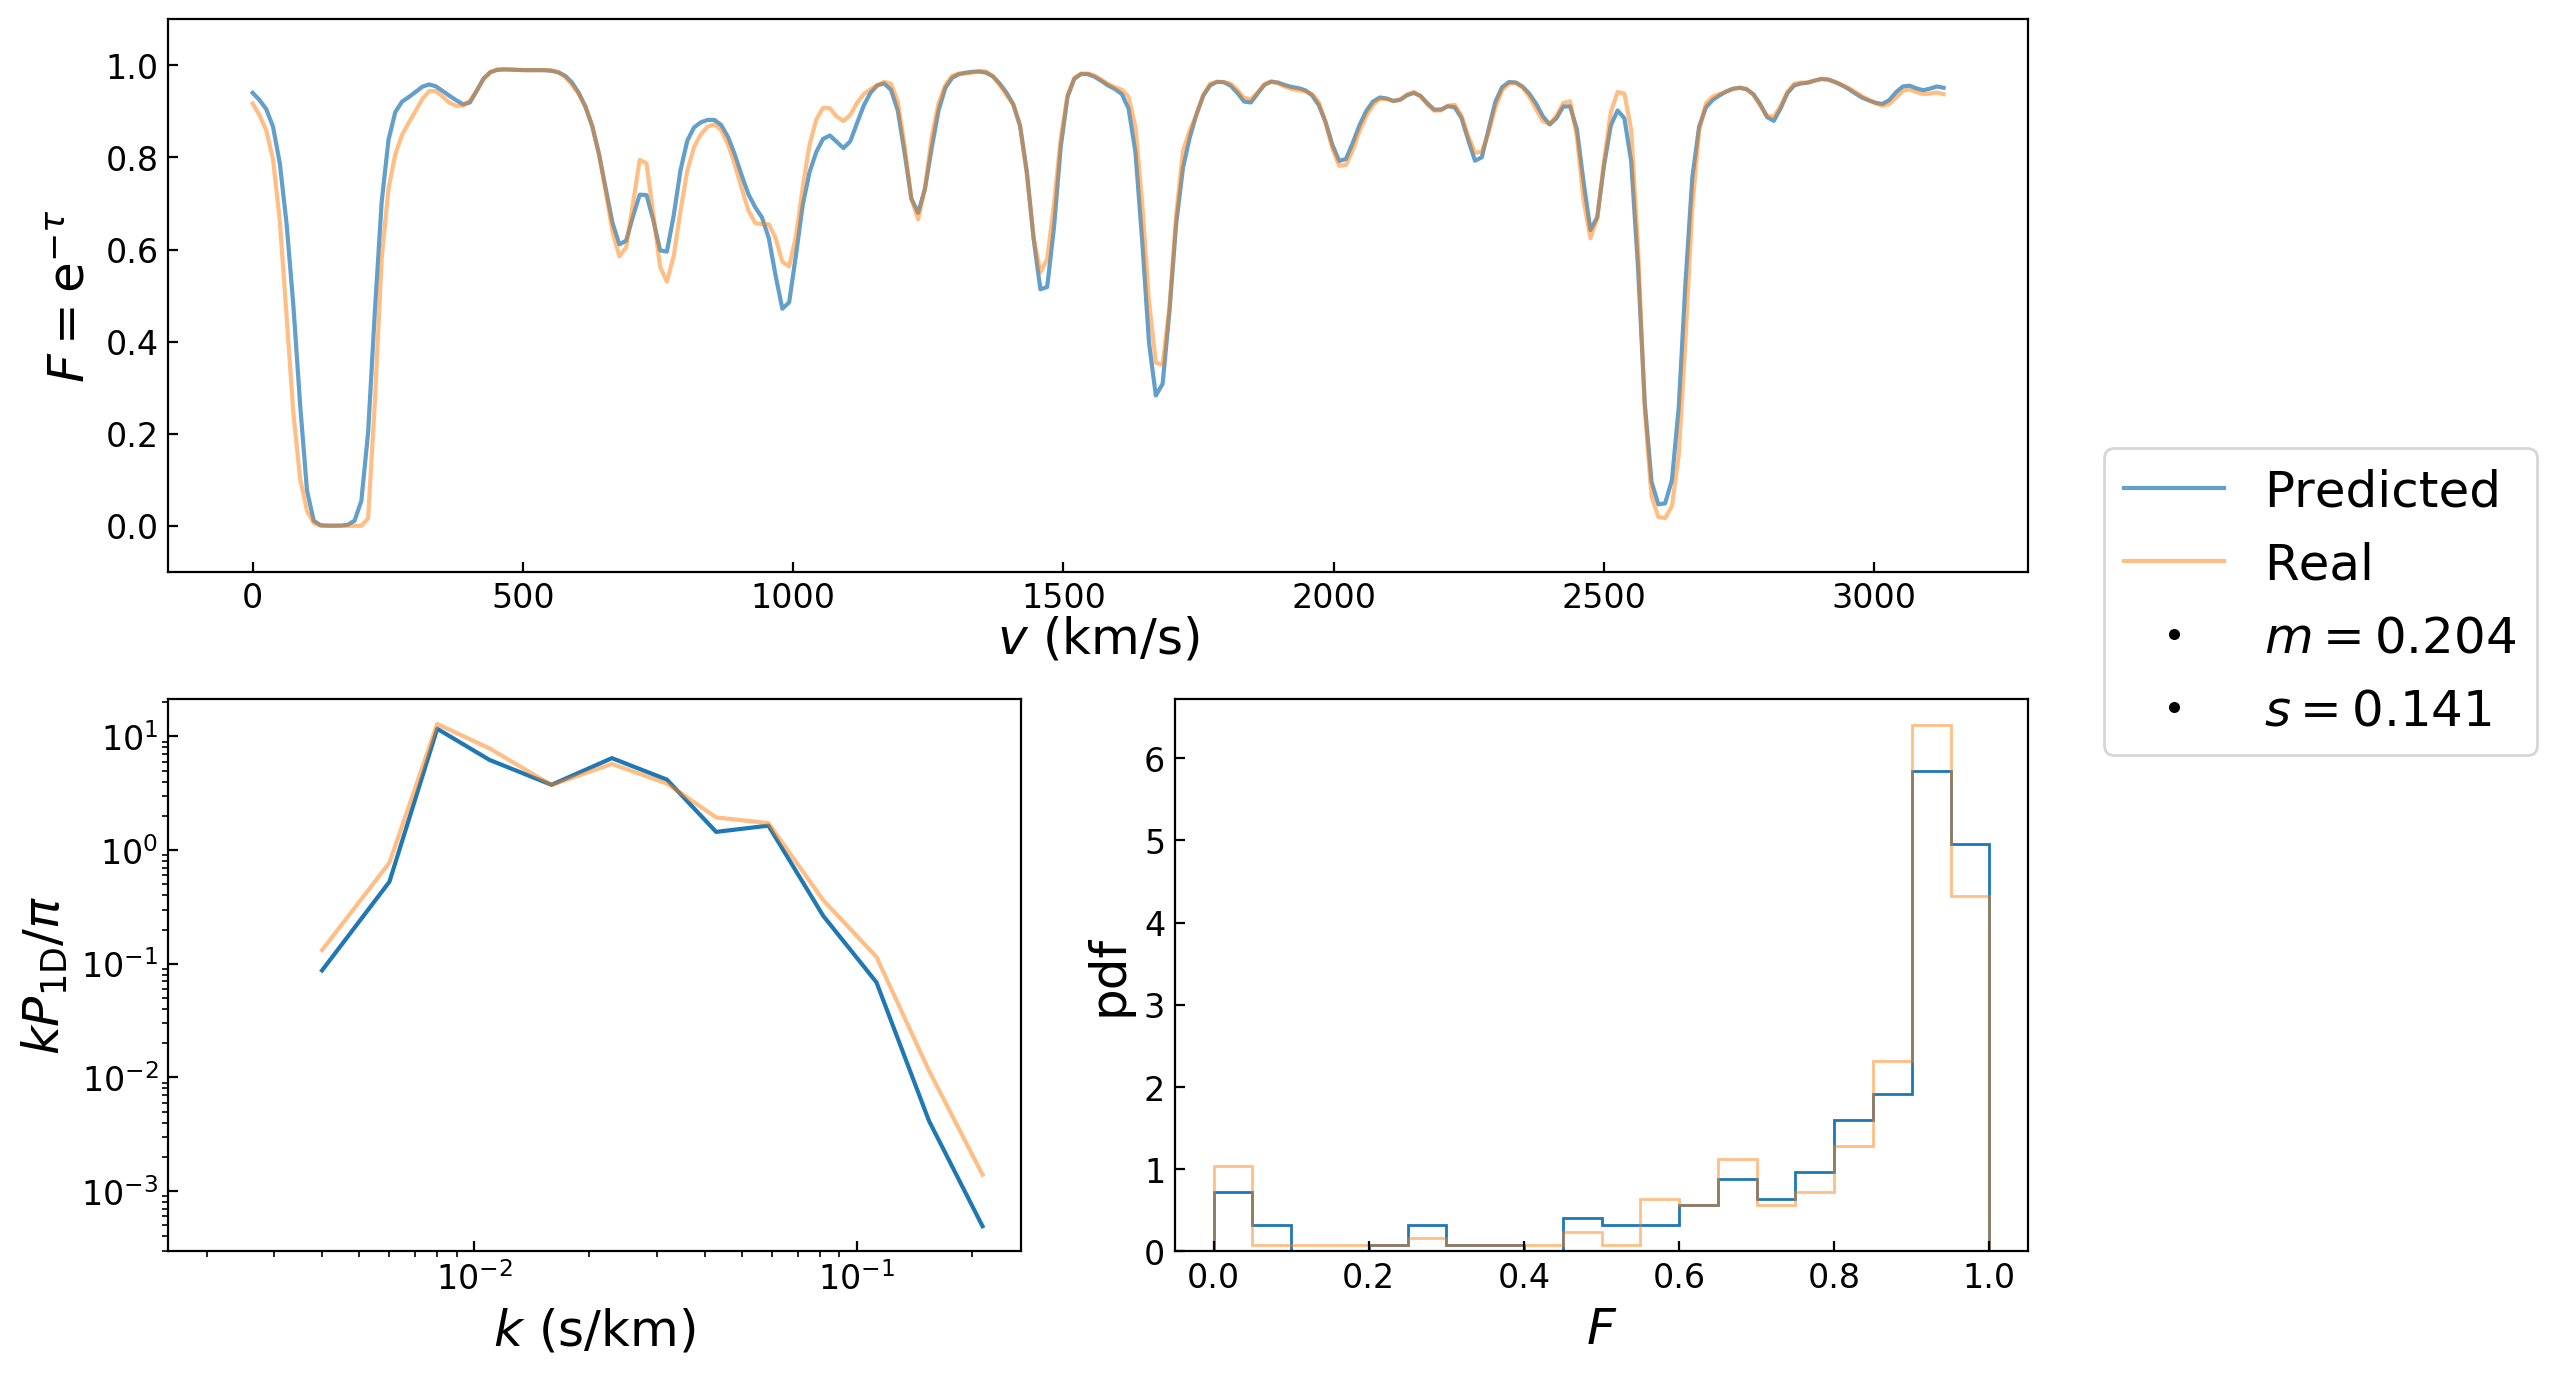 1.0
0.8
0.6
0.4
0.2
0.0
F = e^{-τ}
0 500 1000 1500 2000 2500 3000
v (km/s)
Predicted
Real
m = 0.204
s = 0.141
10^1
10^0
10^{-1}
10^{-2}
10^{-3}
kP_{1D}/π
10^{-2} 10^{-1}
k (s/km)
6
5
4
3
2
1
0
pdf
0.0 0.2 0.4 0.6 0.8 1.0
F